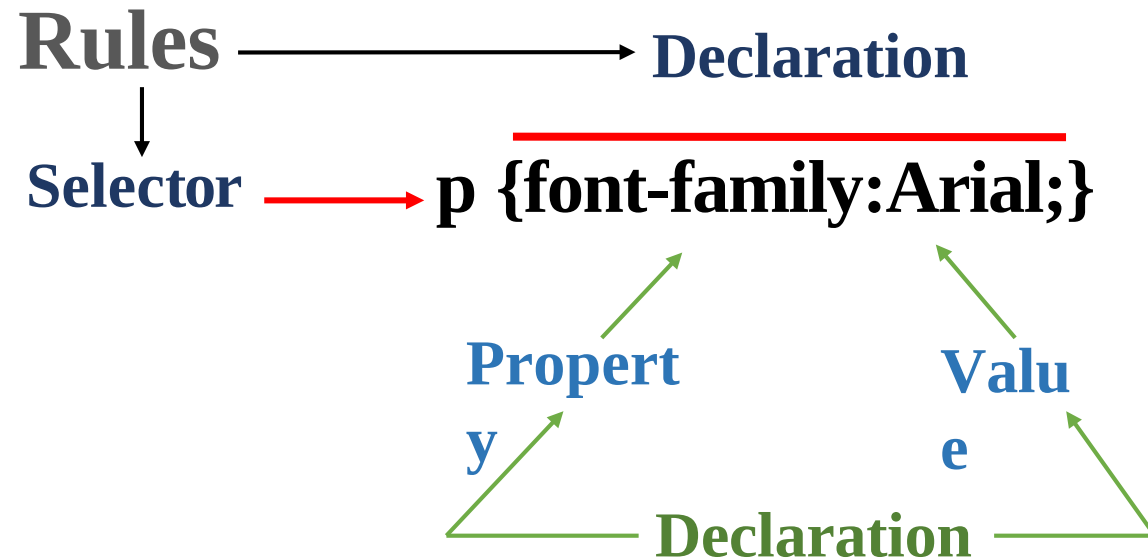 Rules
Declaration
Selector
p {font-family:Arial;}
Propert
y
Valu
e
Declaration